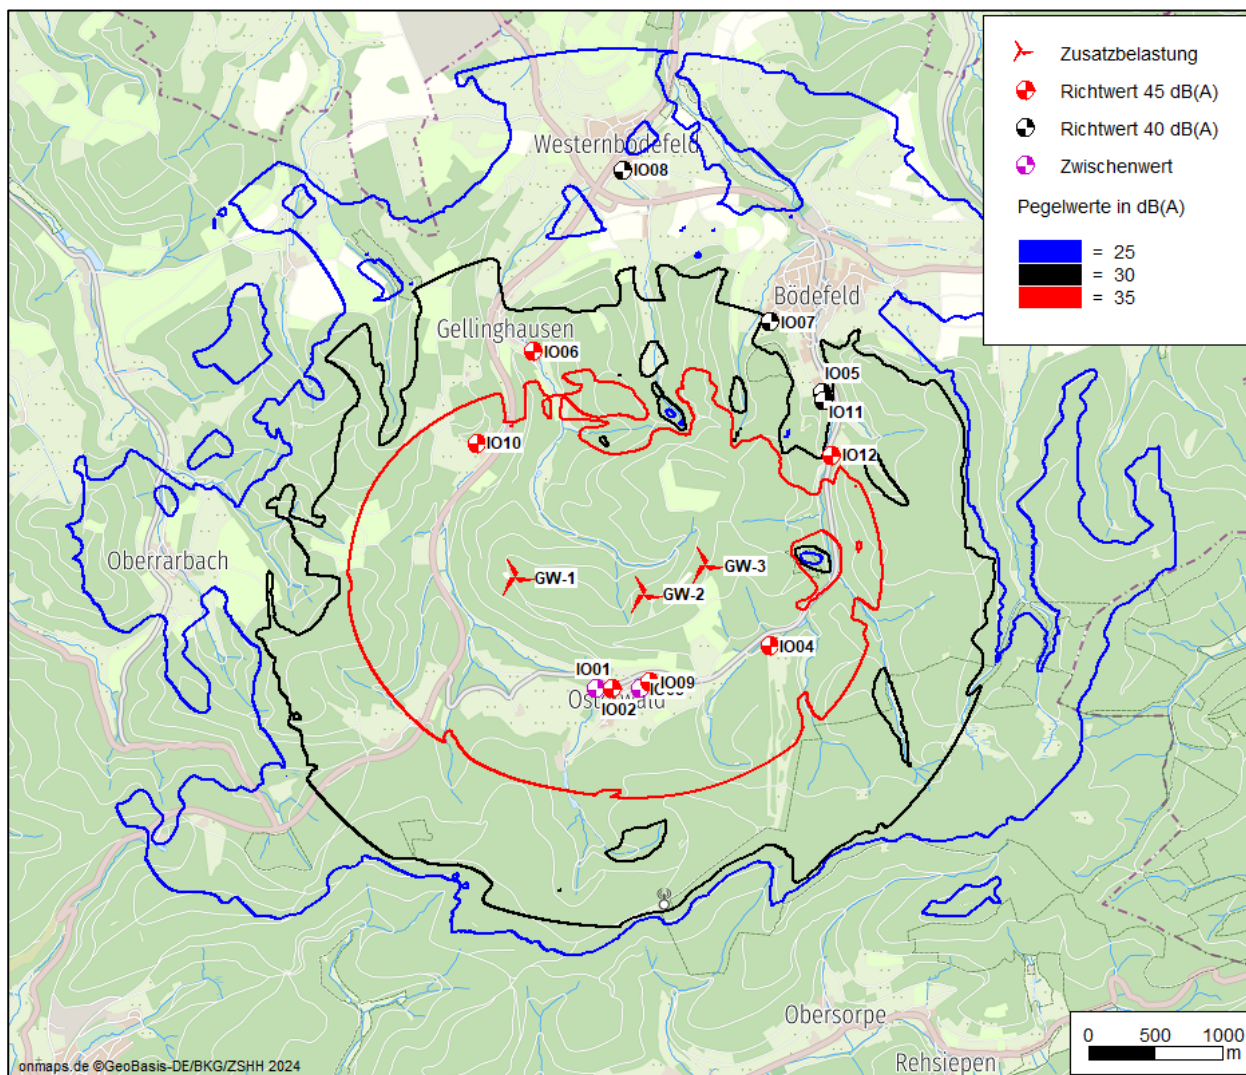 Zusatzbelastung
Richtwert 45 dB(A)
Richtwert 40 dB(A)
Zwischenwert
Pegelwerte in dB(A)
= 25
= 30
= 35
Westernbödefeld
IO08
Bödefeld
IO07
Gellinghausen
IO06
IO05
IO11
IO10
IO12
Oberrarbach
GW-1
GW-2
GW-3
IO04
IO01
IO09
IO02
Obersorpe
Rehsiepen
0 500 1000
m
onmaps.de ©GeoBasis-DE/BKG/ZSHH 2024